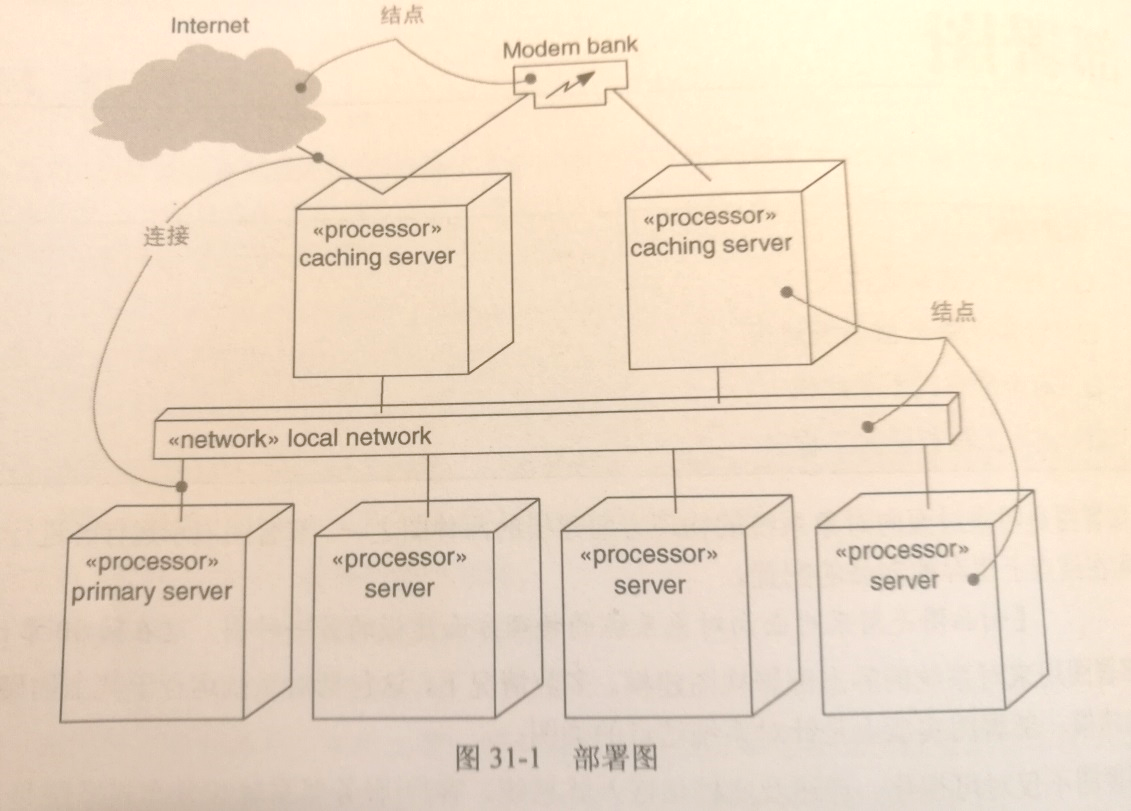 Internet
结点
Modem bank
«processor»
caching server
«processor»
caching server
连接
结点
«network» local network
«processor»
primary server
«processor»
server
«processor»
server
«processor»
server
图 31-1 部署图